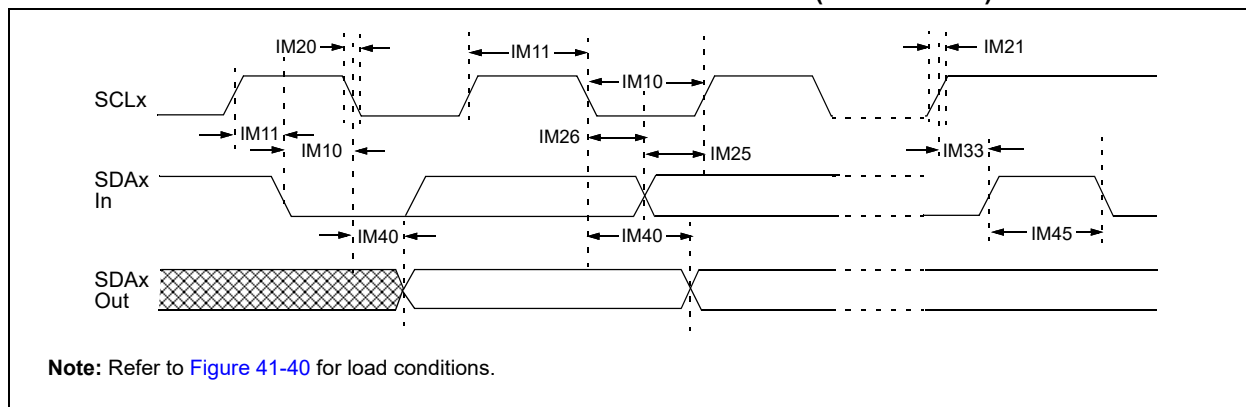 IM20
IM11
IM21
IM10
SCLx
IM11
IM26
IM10
IM25
IM33
SDAx
In
IM40
IM40
IM45
SDAx
Out
Note: Refer to Figure 41-40 for load conditions.